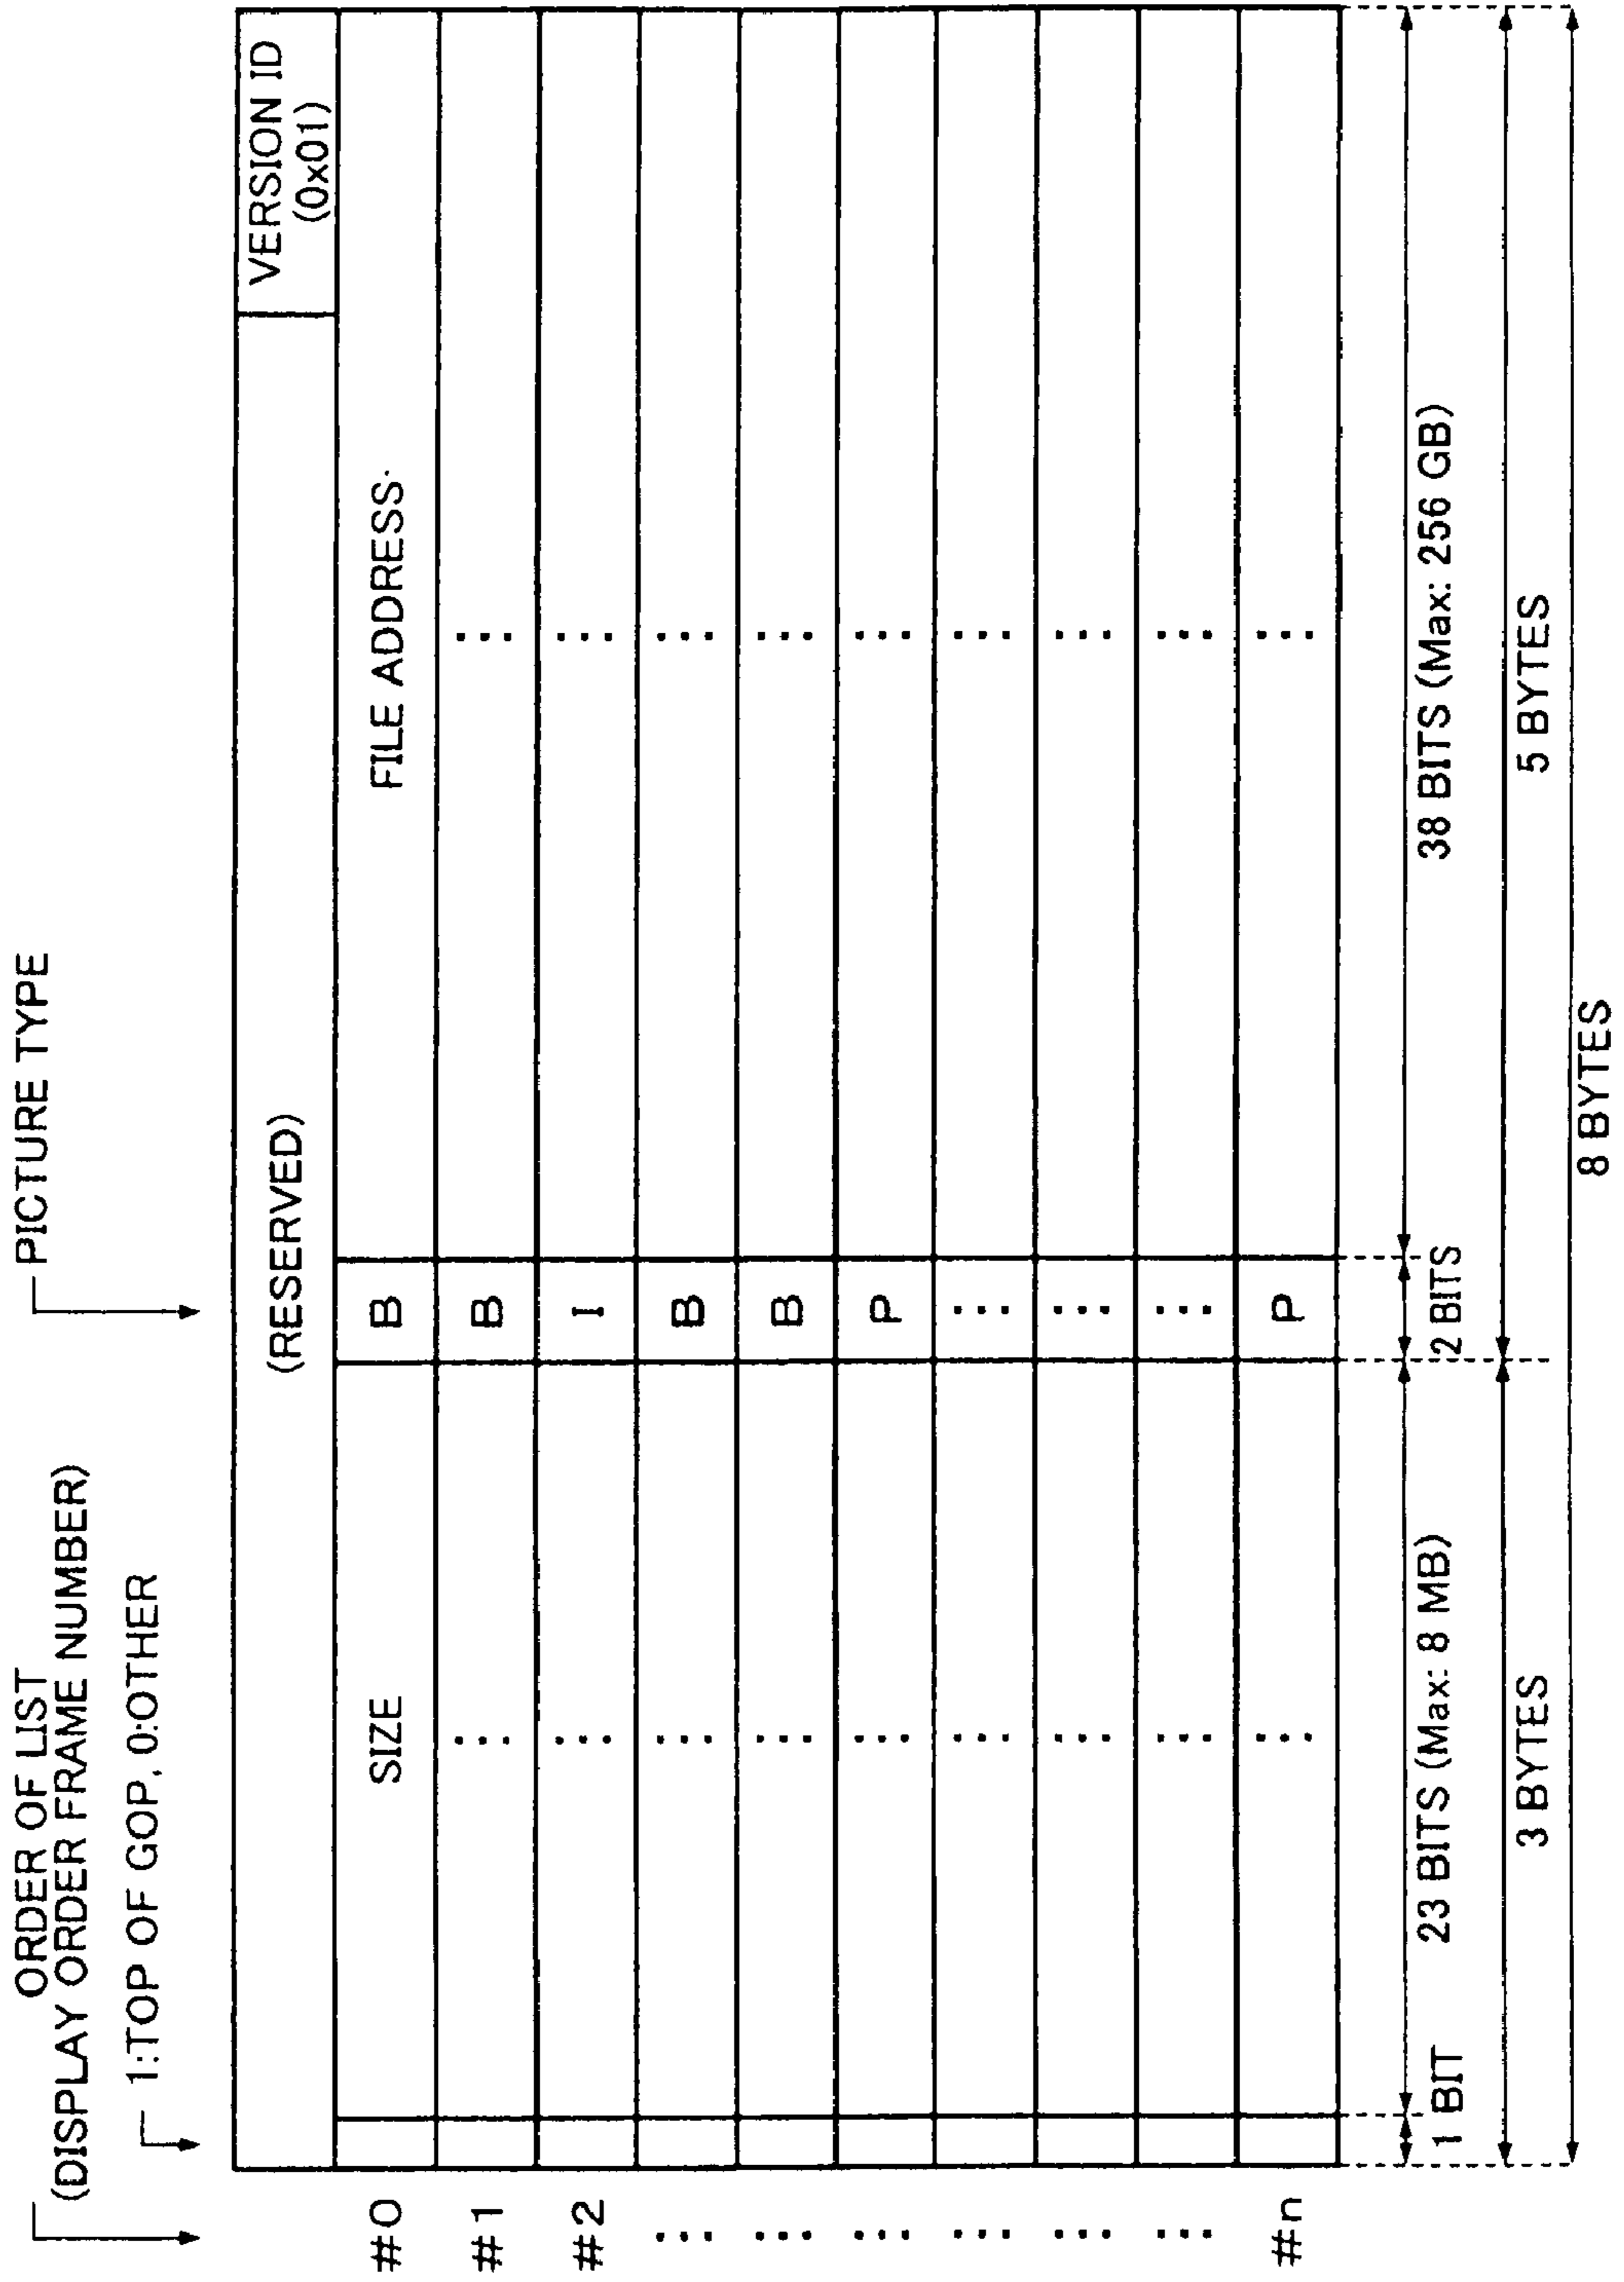 ORDER OF LIST
(DISPLAY ORDER FRAME NUMBER)
PICTURE TYPE
1:TOP OF GOP, 0:OTHER
(RESERVED)
VERSION ID
(0x01)
#0 SIZE B FILE ADDRESS
#1 ... B ...
#2 ... I ...
... ... B ...
... ... B ...
... ... P ...
... ... ... ...
... ... ... ...
... ... ... ...
#n ... P ...
1 BIT 23 BITS (Max: 8 MB) 2 BITS 38 BITS (Max: 256 GB)
3 BYTES 5 BYTES
8 BYTES